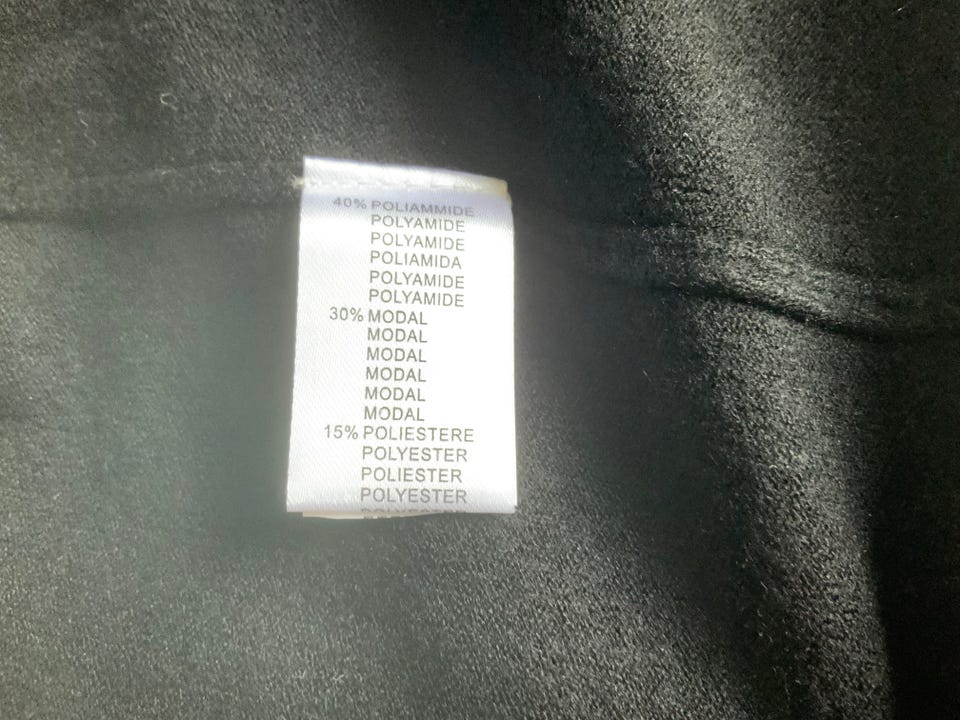 40% POLIAMMIDE
POLYAMIDE
POLYAMIDE
POLIAMIDA
POLYAMIDE
POLYAMIDE
30% MODAL
MODAL
MODAL
MODAL
MODAL
MODAL
15% POLIESTERE
POLYESTER
POLIESTER
POLYESTER